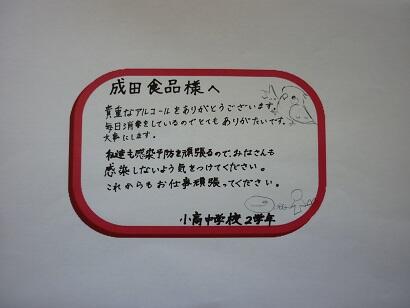 成田食品様へ
貴重なアルコールをありがとうございます。
毎日消毒をしているのでとてもありがたいです。
大事にします。
私達も感染予防を頑張るので、みなさんも
感染しないよう気をつけてください。
これからもお仕事頑張ってください。
小高中学校2学年